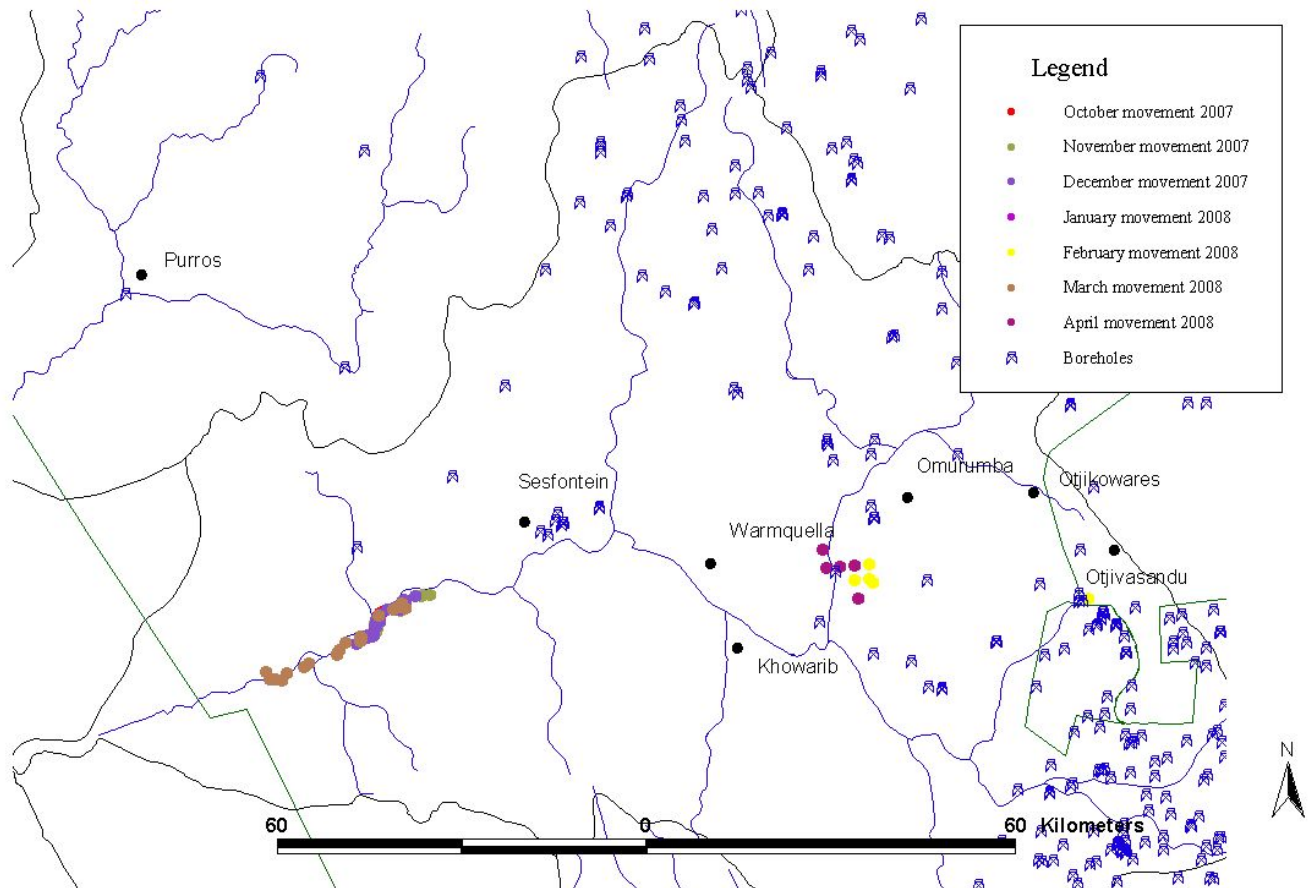 Legend
October movement 2007
November movement 2007
December movement 2007
January movement 2008
February movement 2008
March movement 2008
April movement 2008
Boreholes
Purros
Sesfontein
Omurumba
Otjikowares
Warmquella
Otjivasandu
Khowarib
N
60 0 60 Kilometers